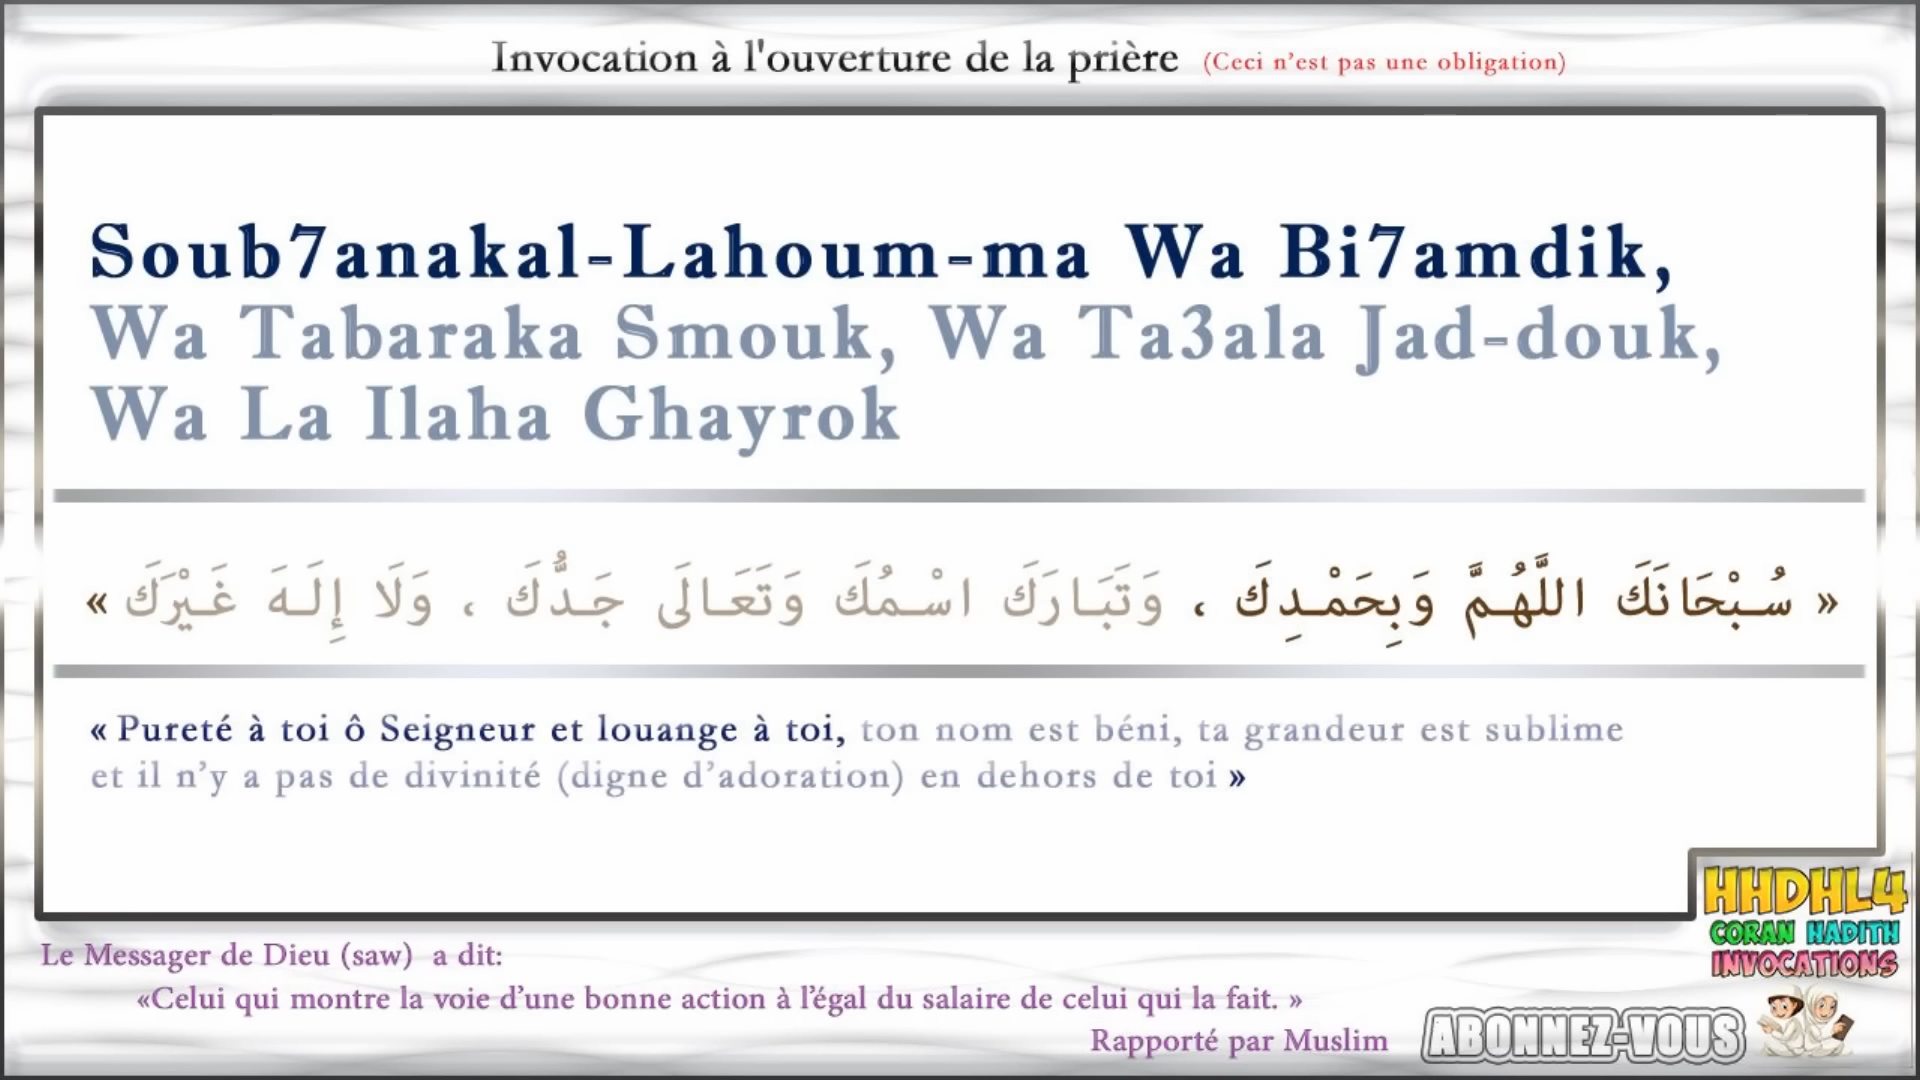 Invocation à l'ouverture de la prière (Ceci n’est pas une obligation)
Soub7anakal-Lahoum-ma Wa Bi7amdik,
Wa Tabaraka Smouk, Wa Ta3ala Jad-douk,
Wa La Ilaha Ghayrok
« سُبْحَانَكَ اللَّهُمَّ وَبِحَمْدِكَ ، وَتَبَارَكَ اسْمُكَ وَتَعَالَى جَدُّكَ ، وَلَا إِلَهَ غَيْرَكَ »
« Pureté à toi ô Seigneur et louange à toi, ton nom est béni, ta grandeur est sublime
et il n’y a pas de divinité (digne d’adoration) en dehors de toi »
HHDHL4
CORAN HADITH
INVOCATIONS
Le Messager de Dieu (saw) a dit:
«Celui qui montre la voie d’une bonne action à l’égal du salaire de celui qui la fait. »
Rapporté par Muslim
ABONNEZ-VOUS